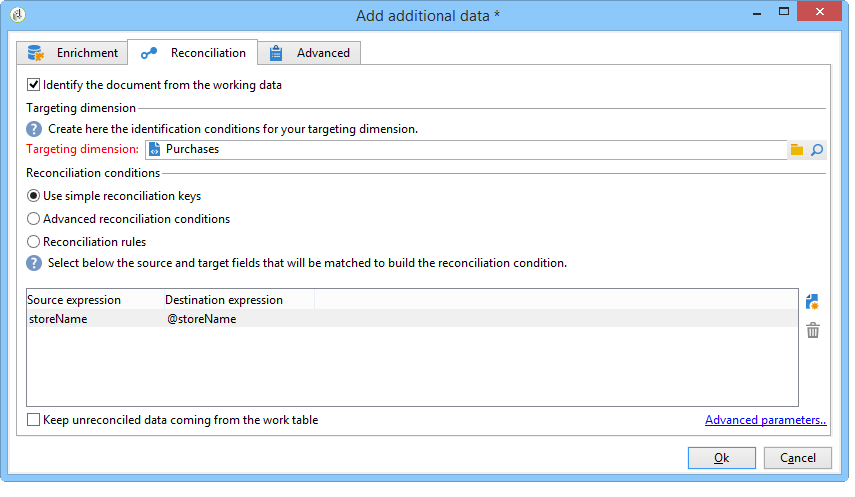 Add additional data *
Enrichment Reconciliation Advanced
Identify the document from the working data
Targeting dimension
Create here the identification conditions for your targeting dimension.
Targeting dimension: Purchases
Reconciliation conditions
Use simple reconciliation keys
Advanced reconciliation conditions
Reconciliation rules
Select below the source and target fields that will be matched to build the reconciliation condition.
Source expression Destination expression
storeName @storeName
Keep unreconciled data coming from the work table Advanced parameters..
Ok Cancel